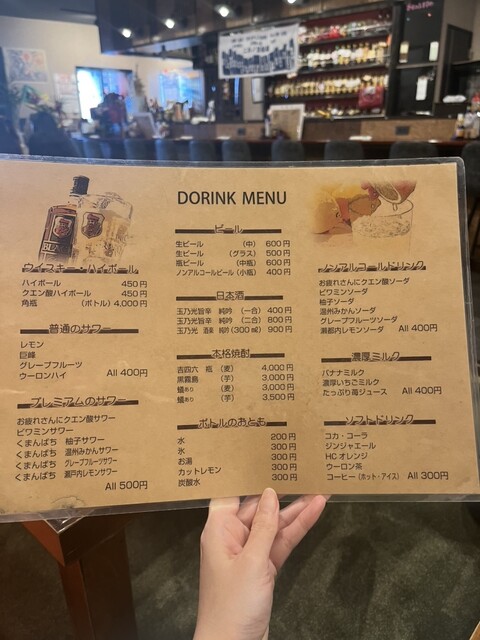 DORINK MENU
ウイスキー・ハイボール
ハイボール 450円
クエン酸ハイボール 450円
角瓶 (ボトル) 4,000円
普通のサワー
レモン
巨峰
グレープフルーツ
ウーロンハイ All 400円
プレミアムのサワー
お疲れさんにクエン酸サワー
ビワミンサワー
くまんばち 柚子サワー
くまんばち 温州みかんサワー
くまんばち グレープフルーツサワー
くまんばち 瀬戸内レモンサワー
All 500円
ビール
生ビール (中) 600円
生ビール (グラス) 500円
瓶ビール (中瓶) 600円
ノンアルコールビール (小瓶) 400円
日本酒
玉乃光旨辛 純吟 (一合) 400円
玉乃光旨辛 純吟 (二合) 800円
玉乃光 酒楽 純吟(300ml) 900円
本格焼酎
吉四六 瓶 (麦) 4,000円
黒霧島 (芋) 3,000円
(麦) 3,000円
(芋) 3,500円
ボトルのおとも
水 200円
氷 300円
お湯 300円
カットレモン 300円
炭酸水 300円
ノンアルコールドリンク
お疲れさんにクエン酸ソーダ
ビワミンソーダ
柚子ソーダ
温州みかんソーダ
グレープフルーツソーダ
瀬戸内レモンソーダ All 400円
濃厚ミルク
バナナミルク
濃厚いちごミルク
たっぷり苺ジュース All 400円
ソフトドリンク
コカ・コーラ
ジンジャエール
HCオレンジ
ウーロン茶
コーヒー (ホット・アイス) All 300円